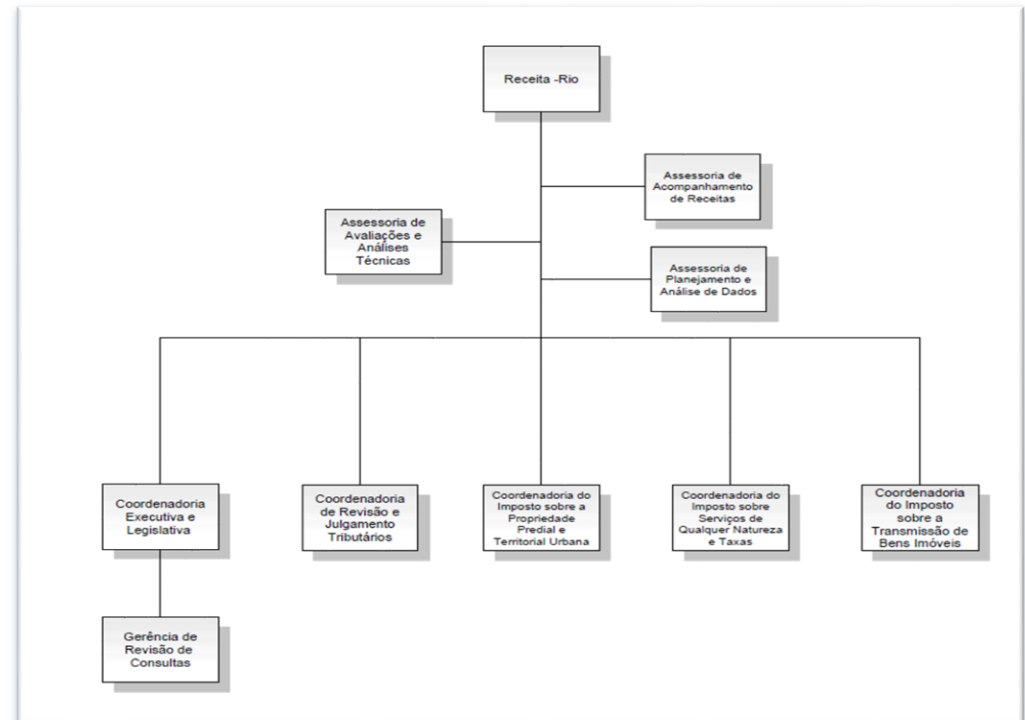 Receita -Rio
Assessoria de
Acompanhamento
de Receitas
Assessoria de
Avaliações e
Análises
Técnicas
Assessoria de
Planejamento e
Análise de Dados
Coordenadoria
Executiva e
Legislativa
Coordenadoria
de Revisão e
Julgamento
Tributários
Coordenadoria do
Imposto sobre a
Propriedade
Predial e
Territorial Urbana
Coordenadoria do
Imposto sobre
Serviços de
Qualquer Natureza
e Taxas
Coordenadoria
do Imposto
sobre a
Transmissão de
Bens Imóveis
Gerência de
Revisão de
Consultas